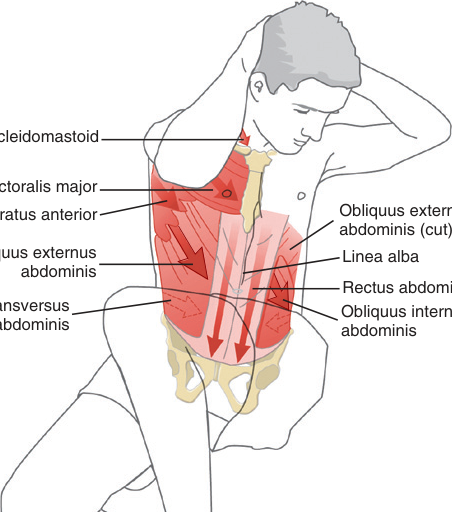 cleidomastoid
ctoralis major
ratus anterior
quus externus
abdominis
ansversus
abdominis
Obliquus extern
abdominis (cut)
Linea alba
Rectus abdomi
Obliquus intern
abdominis